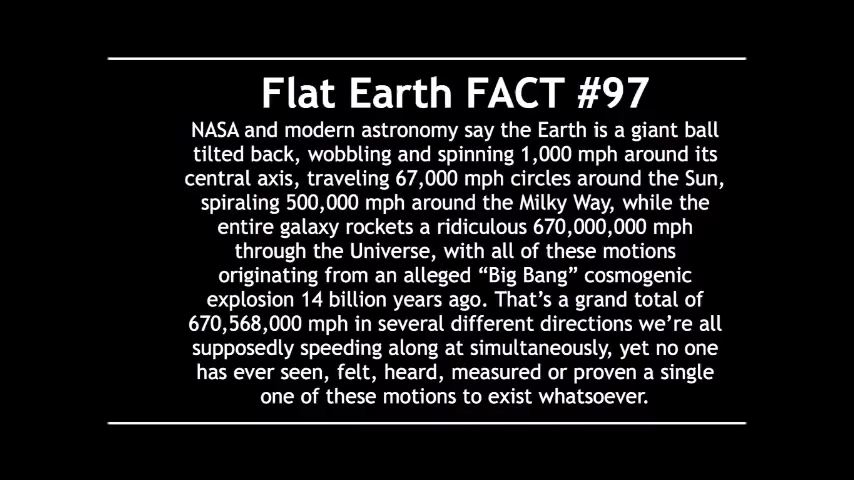 Flat Earth FACT #97
NASA and modern astronomy say the Earth is a giant ball
tilted back, wobbling and spinning 1,000 mph around its
central axis, traveling 67,000 mph circles around the Sun,
spiraling 500,000 mph around the Milky Way, while the
entire galaxy rockets a ridiculous 670,000,000 mph
through the Universe, with all of these motions
originating from an alleged “Big Bang” cosmogenic
explosion 14 billion years ago. That’s a grand total of
670,568,000 mph in several different directions we’re all
supposedly speeding along at simultaneously, yet no one
has ever seen, felt, heard, measured or proven a single
one of these motions to exist whatsoever.